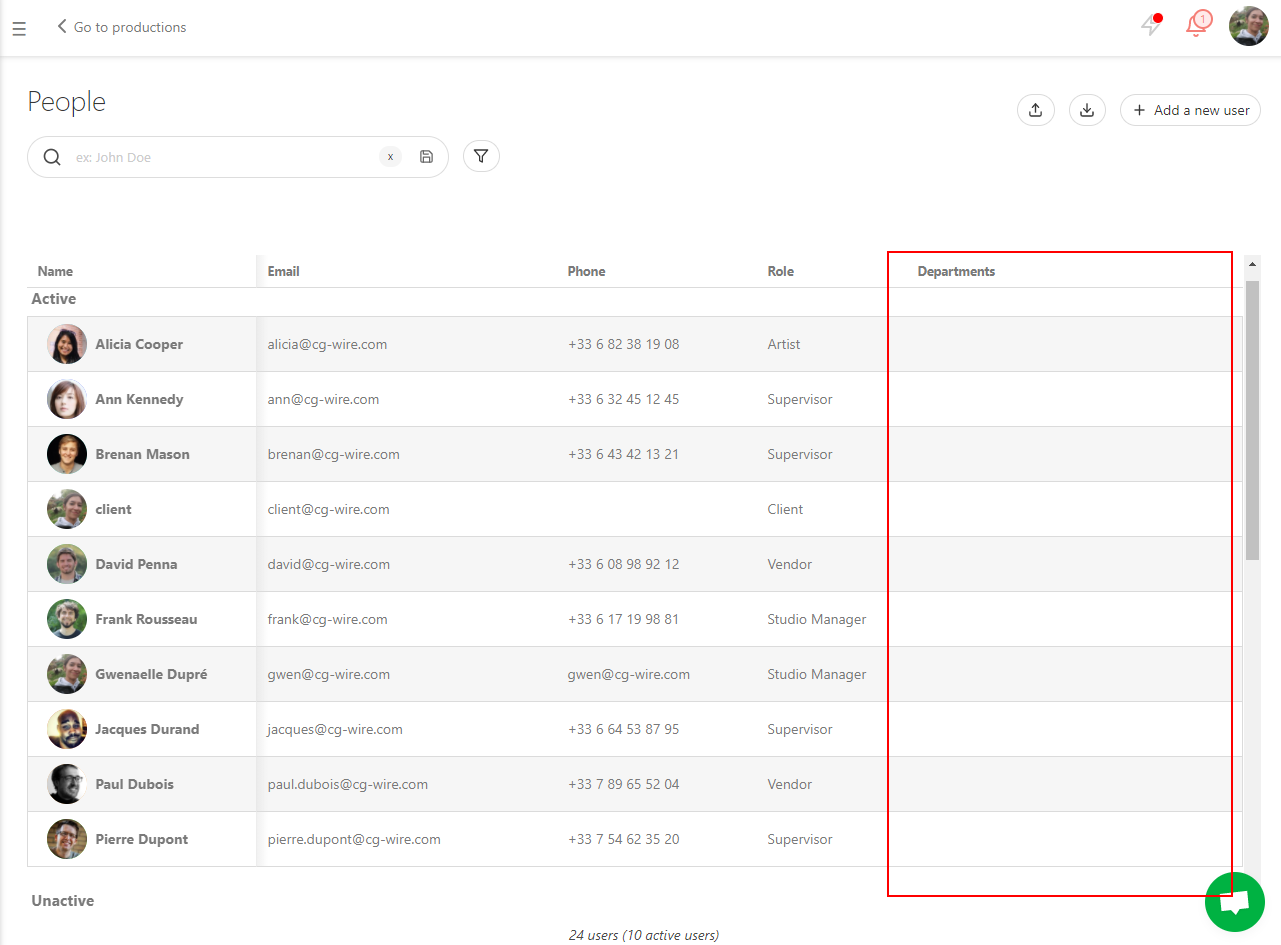 Go to productions
1
People
Add a new user
ex: John Doe
x
Name Email Phone Role Departments
Active
Alicia Cooper alicia@cg-wire.com +33 6 82 38 19 08 Artist
Ann Kennedy ann@cg-wire.com +33 6 32 45 12 45 Supervisor
Brenan Mason brenan@cg-wire.com +33 6 43 42 13 21 Supervisor
client client@cg-wire.com Client
David Penna david@cg-wire.com +33 6 08 98 92 12 Vendor
Frank Rousseau frank@cg-wire.com +33 6 17 19 98 81 Studio Manager
Gwenaelle Dupré gwen@cg-wire.com gwen@cg-wire.com Studio Manager
Jacques Durand jacques@cg-wire.com +33 6 64 53 87 95 Supervisor
Paul Dubois paul.dubois@cg-wire.com +33 7 89 65 52 04 Vendor
Pierre Dupont pierre.dupont@cg-wire.com +33 7 54 62 35 20 Supervisor
Unactive
24 users (10 active users)